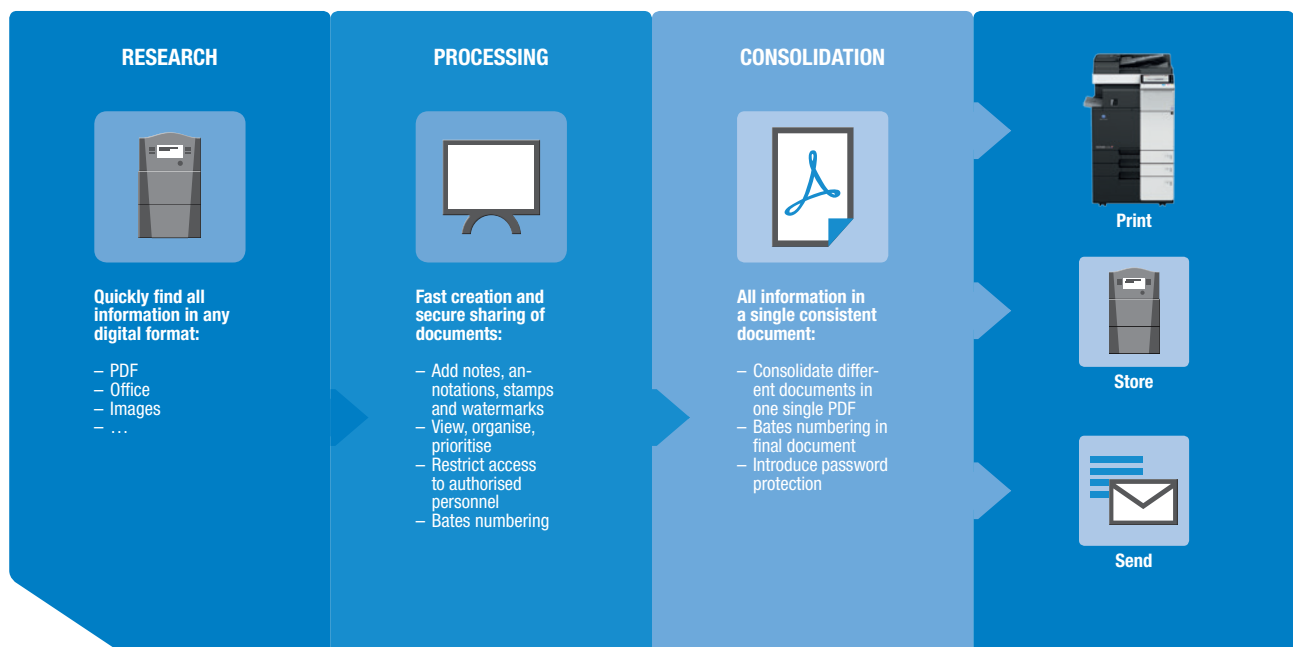 RESEARCH
Quickly find all
information in any
digital format:
– PDF
– Office
– Images
– …
PROCESSING
Fast creation and
secure sharing of
documents:
– Add notes, an-
notations, stamps
and watermarks
– View, organise,
prioritise
– Restrict access
to authorised
personnel
– Bates numbering
CONSOLIDATION
All information in
a single consistent
document:
– Consolidate differ-
ent documents in
one single PDF
– Bates numbering in
final document
– Introduce password
protection
Print
Store
Send